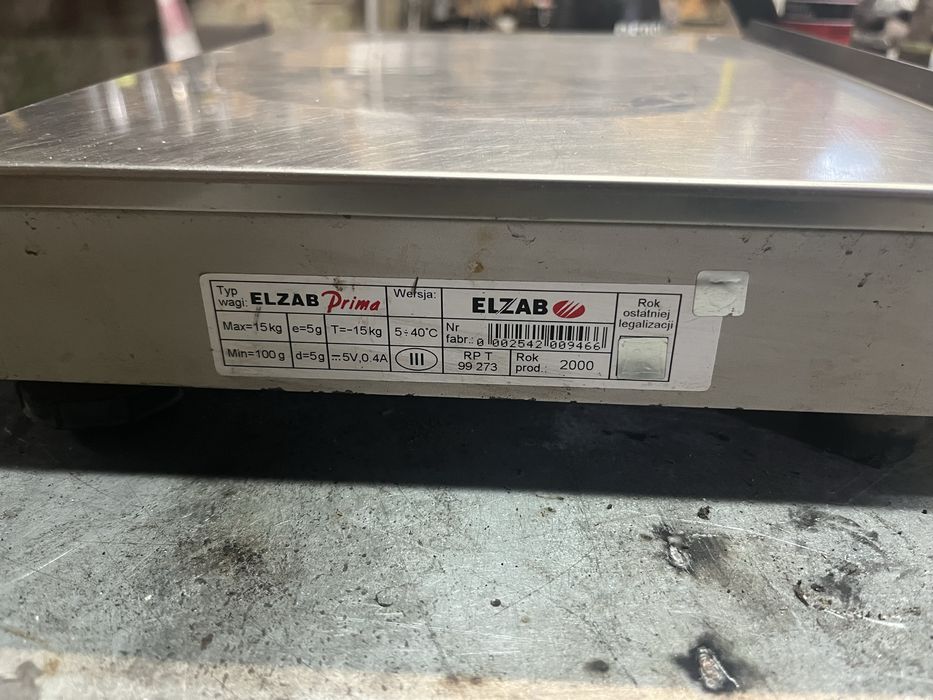 Typ
wagi: ELZAB Prima
Wersja:
ELZAB
Rok
ostatniej
legalizacji
Max=15kg e=5g T=-15kg 5÷40°C
Nr
fabr.: 0 002542 009466
Min=100g d=5g ⎓5V,0.4A III
RP T
99 273
Rok
prod.: 2000